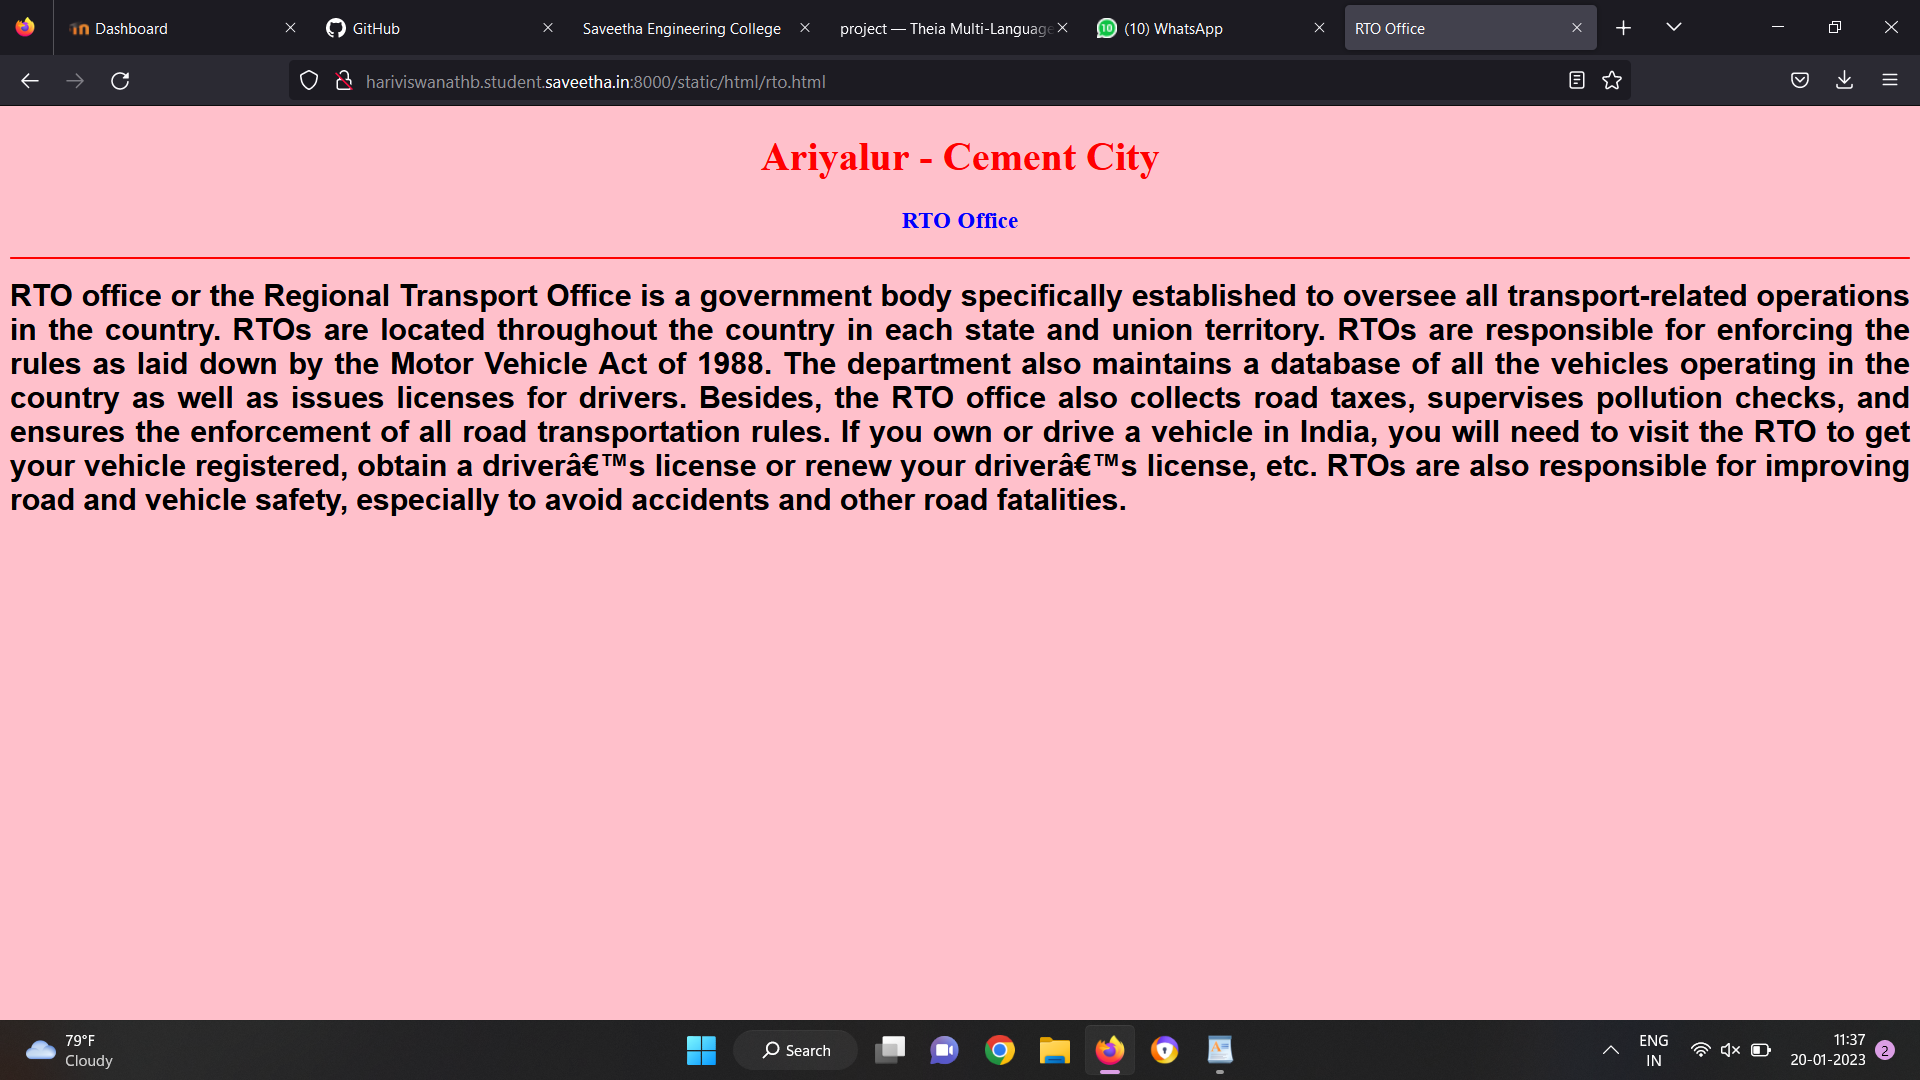 Dashboard
GitHub
Saveetha Engineering College
project — Theia Multi-Language
(10) WhatsApp
RTO Office
hariviswanathb.student.saveetha.in:8000/static/html/rto.html
Ariyalur - Cement City
RTO Office
RTO office or the Regional Transport Office is a government body specifically established to oversee all transport-related operations
in the country. RTOs are located throughout the country in each state and union territory. RTOs are responsible for enforcing the
rules as laid down by the Motor Vehicle Act of 1988. The department also maintains a database of all the vehicles operating in the
country as well as issues licenses for drivers. Besides, the RTO office also collects road taxes, supervises pollution checks, and
ensures the enforcement of all road transportation rules. If you own or drive a vehicle in India, you will need to visit the RTO to get
your vehicle registered, obtain a driverâ€™s license or renew your driverâ€™s license, etc. RTOs are also responsible for improving
road and vehicle safety, especially to avoid accidents and other road fatalities.
79°F
Cloudy
Search
ENG
IN
11:37
20-01-2023
2